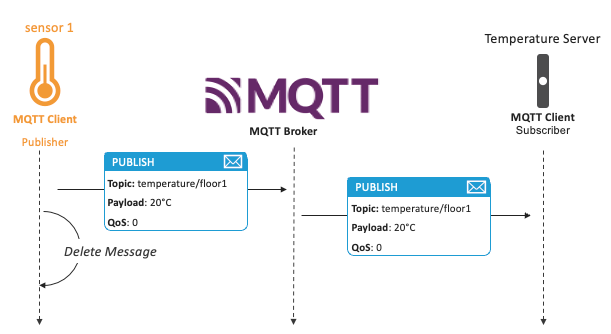 sensor 1
MQTT Client
Publisher
MQTT
MQTT Broker
Temperature Server
MQTT Client
Subscriber
PUBLISH
Topic: temperature/floor1
Payload: 20°C
QoS: 0
Delete Message
PUBLISH
Topic: temperature/floor1
Payload: 20°C
QoS: 0